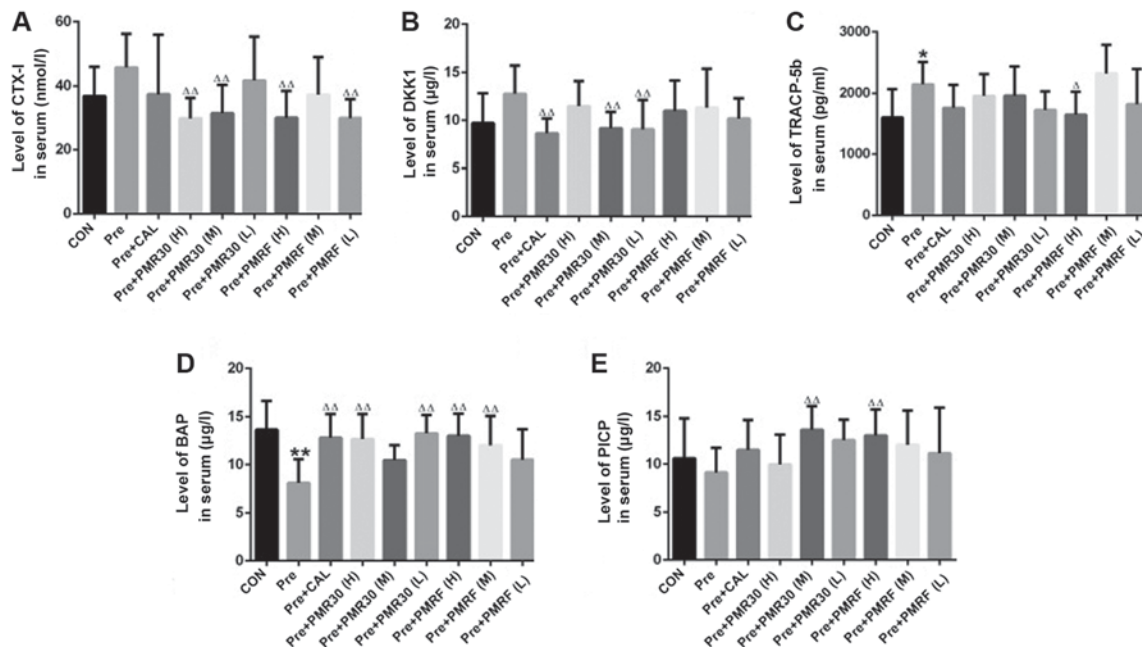 A
Level of CTX-I
in serum (nmol/l)
60
40
20
0
ΔΔ
ΔΔ
ΔΔ
ΔΔ
CON
Pre
Pre+CAL
Pre+PMR30 (H)
Pre+PMR30 (M)
Pre+PMR30 (L)
Pre+PMRF (H)
Pre+PMRF (M)
Pre+PMRF (L)
B
Level of DKK1
in serum (µg/l)
20
15
10
5
0
ΔΔ
ΔΔ
ΔΔ
CON
Pre
Pre+CAL
Pre+PMR30 (H)
Pre+PMR30 (M)
Pre+PMR30 (L)
Pre+PMRF (H)
Pre+PMRF (M)
Pre+PMRF (L)
C
Level of TRACP-5b
in serum (pg/ml)
3000
2000
1000
0
*
Δ
CON
Pre
Pre+CAL
Pre+PMR30 (H)
Pre+PMR30 (M)
Pre+PMR30 (L)
Pre+PMRF (H)
Pre+PMRF (M)
Pre+PMRF (L)
D
Level of BAP
in serum (µg/l)
20
15
10
5
0
**
ΔΔ
ΔΔ
ΔΔ
ΔΔ
ΔΔ
CON
Pre
Pre+CAL
Pre+PMR30 (H)
Pre+PMR30 (M)
Pre+PMR30 (L)
Pre+PMRF (H)
Pre+PMRF (M)
Pre+PMRF (L)
E
Level of PICP
in serum (µg/l)
20
15
10
5
0
ΔΔ
ΔΔ
CON
Pre
Pre+CAL
Pre+PMR30 (H)
Pre+PMR30 (M)
Pre+PMR30 (L)
Pre+PMRF (H)
Pre+PMRF (M)
Pre+PMRF (L)